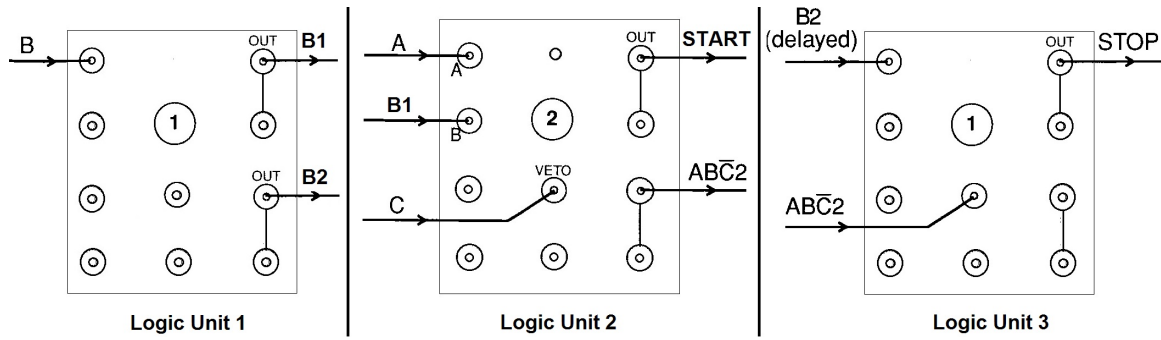 B
OUT
B1
1
OUT
B2
Logic Unit 1
A
A
OUT
START
B1
B
2
VETO
ABC̅2
C
Logic Unit 2
B2
(delayed)
OUT
STOP
1
ABC̅2
Logic Unit 3